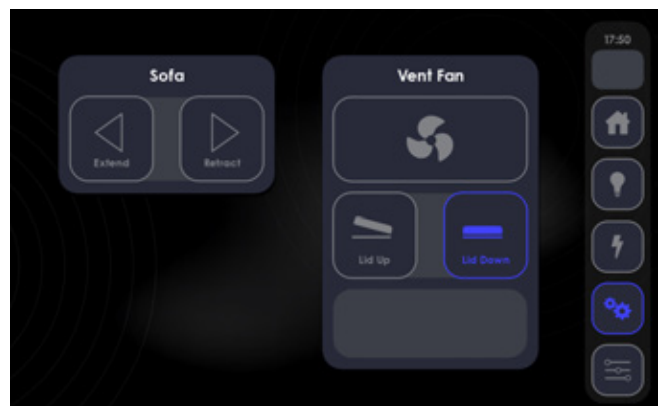 17:50
Sofa
Extend
Retract
Vent Fan
Lid Up
Lid Down